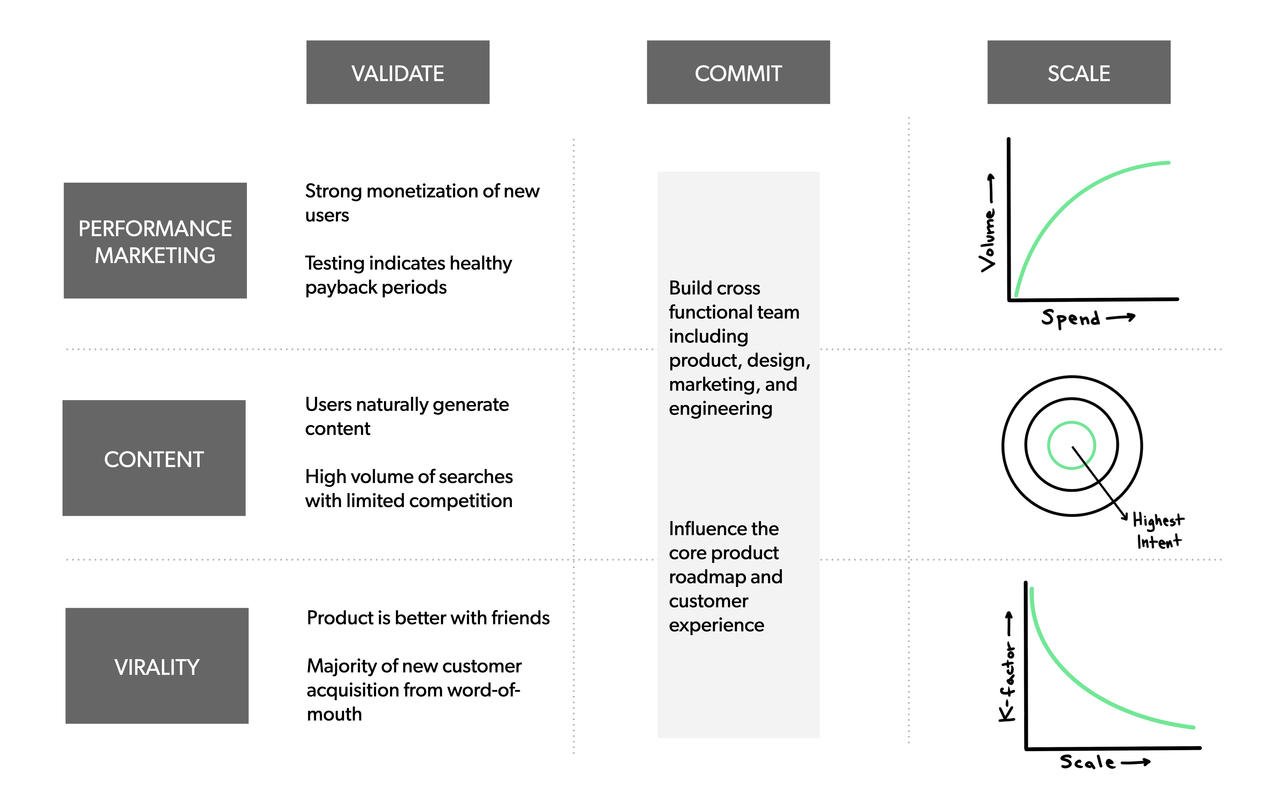 VALIDATE
COMMIT
SCALE
PERFORMANCE
MARKETING
Strong monetization of new
users
Testing indicates healthy
payback periods
Volume
Spend
Build cross
functional team
including
product, design,
marketing, and
engineering
CONTENT
Users naturally generate
content
High volume of searches
with limited competition
Highest
Intent
Influence the
core product
roadmap and
customer
experience
VIRALITY
Product is better with friends
Majority of new customer
acquisition from word-of-
mouth
K-factor
Scale